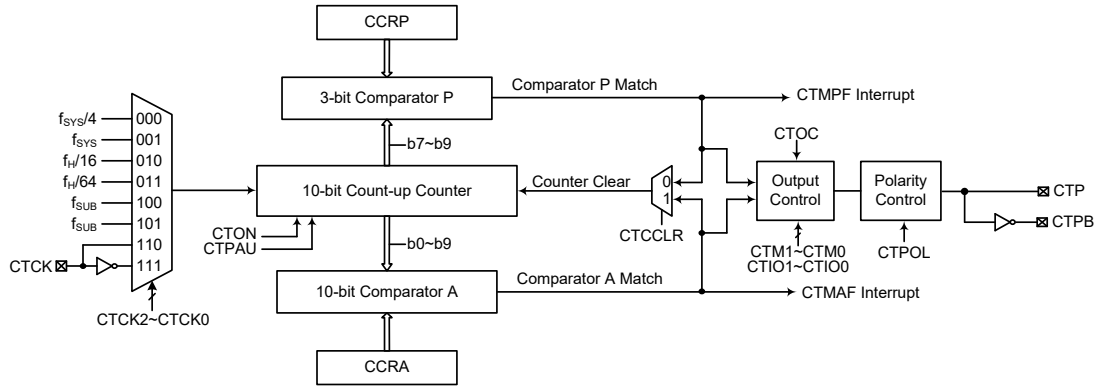 CCRP
3-bit Comparator P
Comparator P Match
CTMPF Interrupt
b7~b9
fSYS/4
fSYS
fH/16
fH/64
fSUB
fSUB
000
001
010
011
100
101
110
111
CTCK
CTCK2~CTCK0
10-bit Count-up Counter
CTON
CTPAU
Counter Clear
0
1
CTCCLR
CTOC
Output
Control
CTM1~CTM0
CTIO1~CTIO0
Polarity
Control
CTPOL
CTP
CTPB
b0~b9
10-bit Comparator A
Comparator A Match
CTMAF Interrupt
CCRA